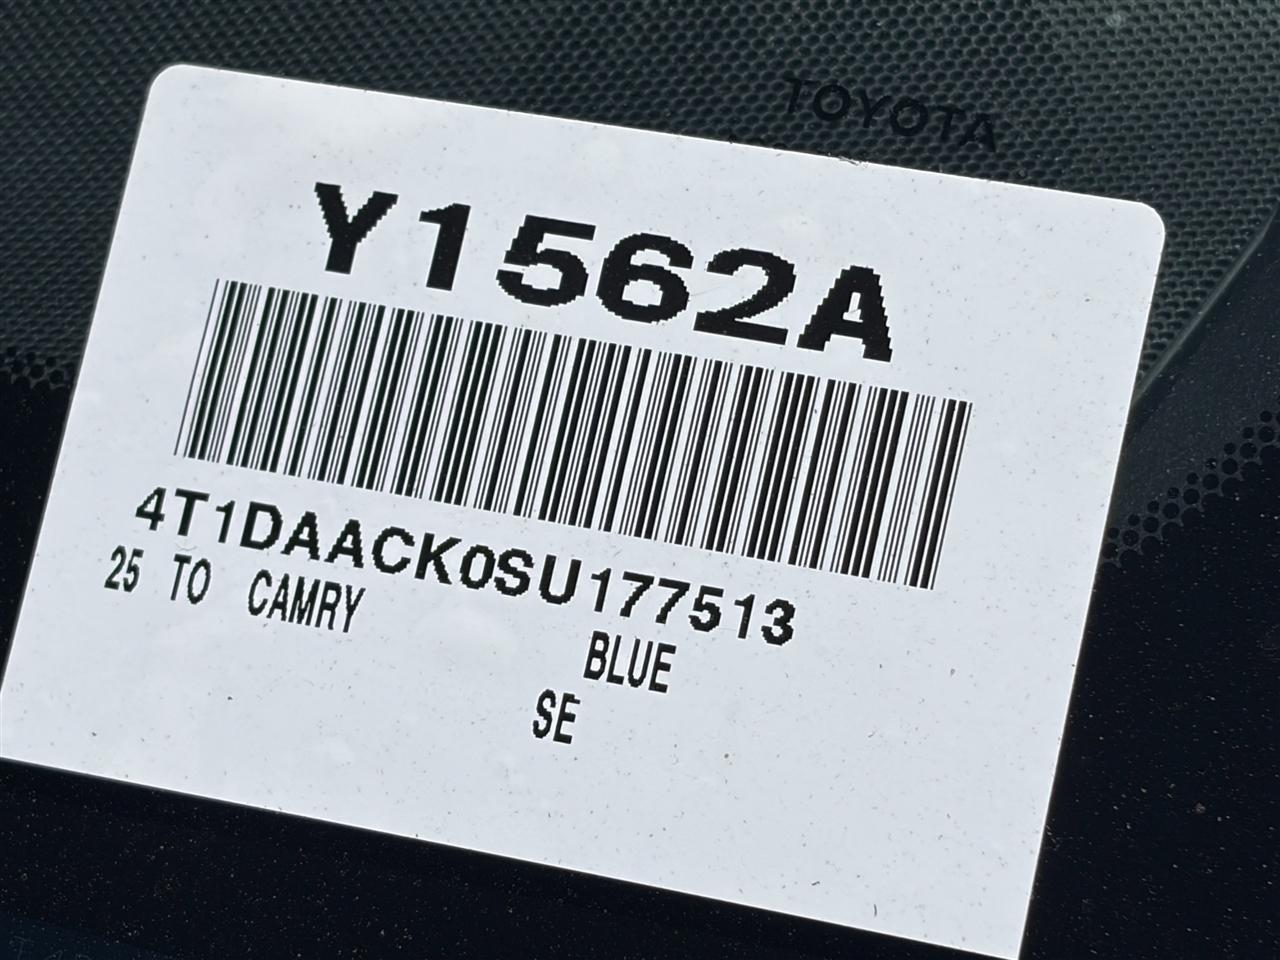 TOYOTA
Y1562A
4T1DAACK0SU177513
25 TO CAMRY
BLUE
SE